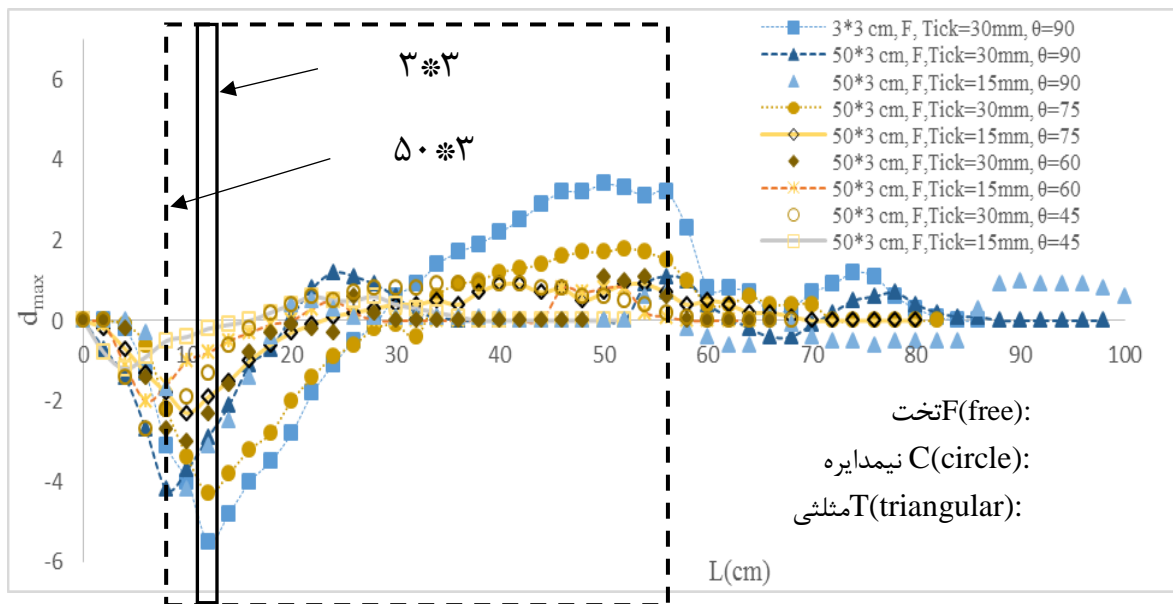 3*3 cm, F, Tick=30mm, θ=90
50*3 cm, F,Tick=30mm, θ=90
50*3 cm, F,Tick=15mm, θ=90
50*3 cm, F,Tick=30mm, θ=75
50*3 cm, F,Tick=15mm, θ=75
50*3 cm, F,Tick=30mm, θ=60
50*3 cm, F,Tick=15mm, θ=60
50*3 cm, F,Tick=30mm, θ=45
50*3 cm, F,Tick=15mm, θ=45
۳*۳
۵۰*۳
dmax
6
4
2
0
-2
-4
-6
0 10 20 30 40 50 60 70 80 90 100
L(cm)
تختF(free):
نیمدایره C(circle):
مثلثیT(triangular):